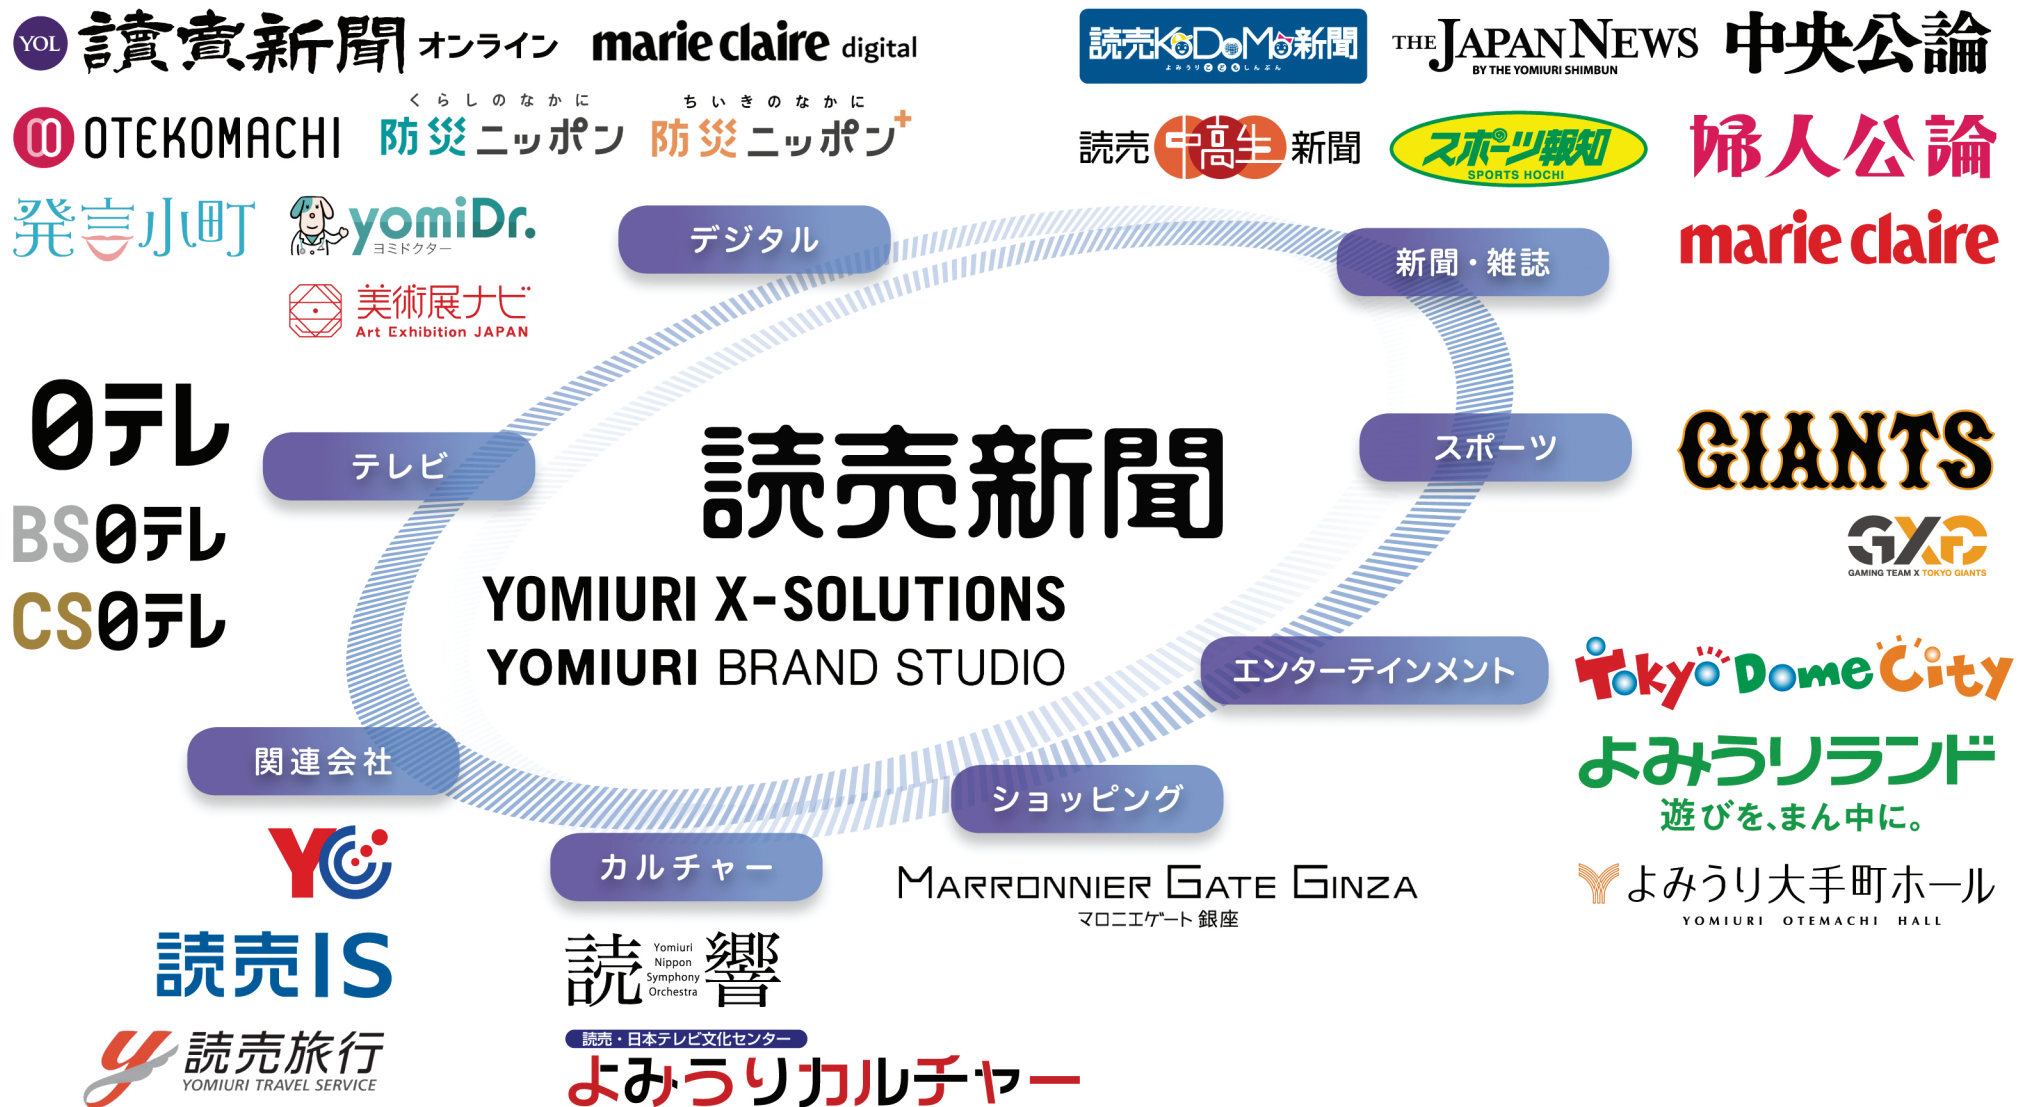 YOL 讀賣新聞 オンライン
marie claire digital
OTEKOMACHI
くらしのなかに
防災ニッポン
ちいきのなかに
防災ニッポン+
発言小町
yomiDr.
ヨミドクター
美術展ナビ
Art Exhibition JAPAN
デジタル
読売KoDoMo新聞
よみうりこどもしんぶん
THE JAPAN NEWS
BY THE YOMIURI SHIMBUN
中央公論
読売中高生新聞
スポーツ報知
SPORTS HOCHI
婦人公論
marie claire
新聞・雑誌
日テレ
BS日テレ
CS日テレ
テレビ
読売新聞
YOMIURI X-SOLUTIONS
YOMIURI BRAND STUDIO
スポーツ
GIANTS
GXG
GAMING TEAM X TOKYO GIANTS
エンターテインメント
Tokyo Dome City
よみうりランド
遊びを、まん中に。
よみうり大手町ホール
YOMIURI OTEMACHI HALL
関連会社
YC
読売IS
読売旅行
YOMIURI TRAVEL SERVICE
カルチャー
読響
Yomiuri
Nippon
Symphony
Orchestra
読売・日本テレビ文化センター
よみうりカルチャー
ショッピング
MARRONNIER GATE GINZA
マロニエゲート 銀座